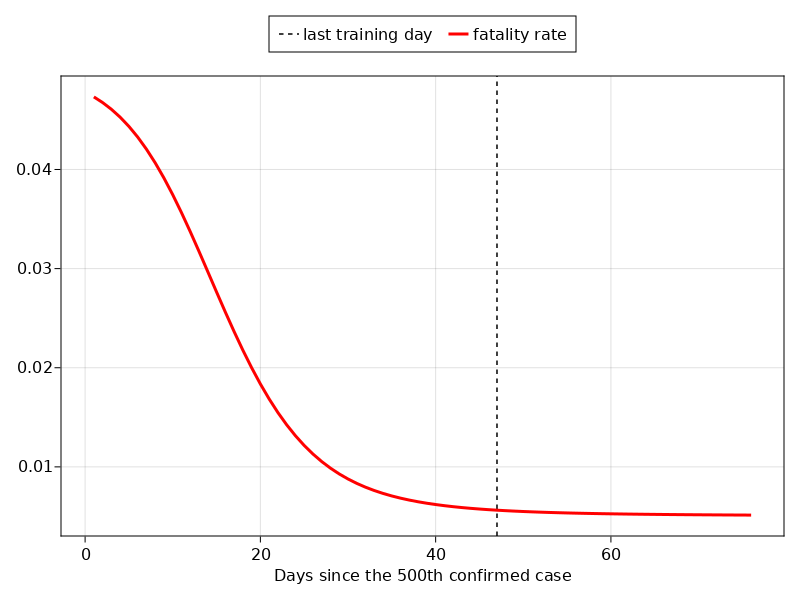 last training day fatality rate
0.04
0.03
0.02
0.01
0 20 40 60
Days since the 500th confirmed case